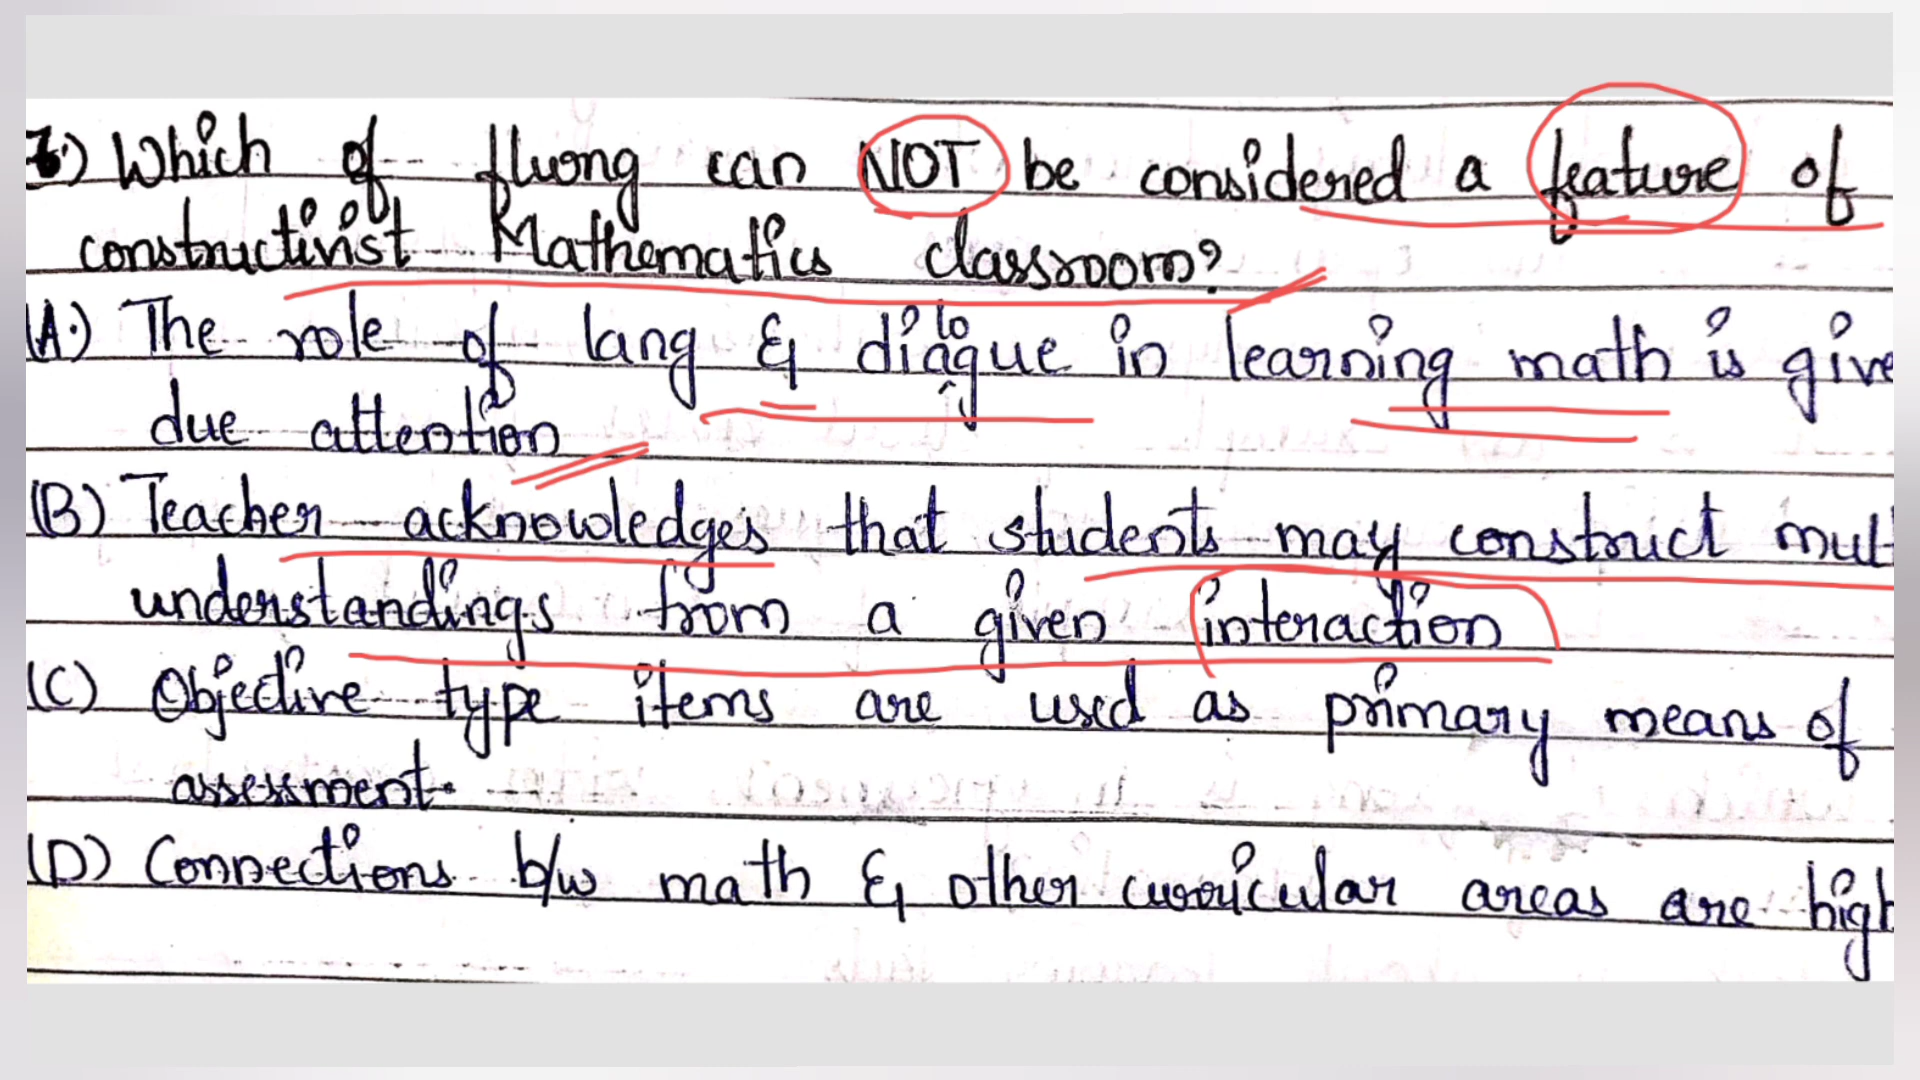 7.) Which of flwong can NOT be considered a feature of
constructivist Mathematics classroom?
(A.) The role of lang & dialogue in learning math is give
due attention
(B) Teacher acknowledges that students may construct mul
understandings from a given interaction
(C) Objective type items are used as primary means of
assessment.
(D) Connections b/w math & other curricular areas are high